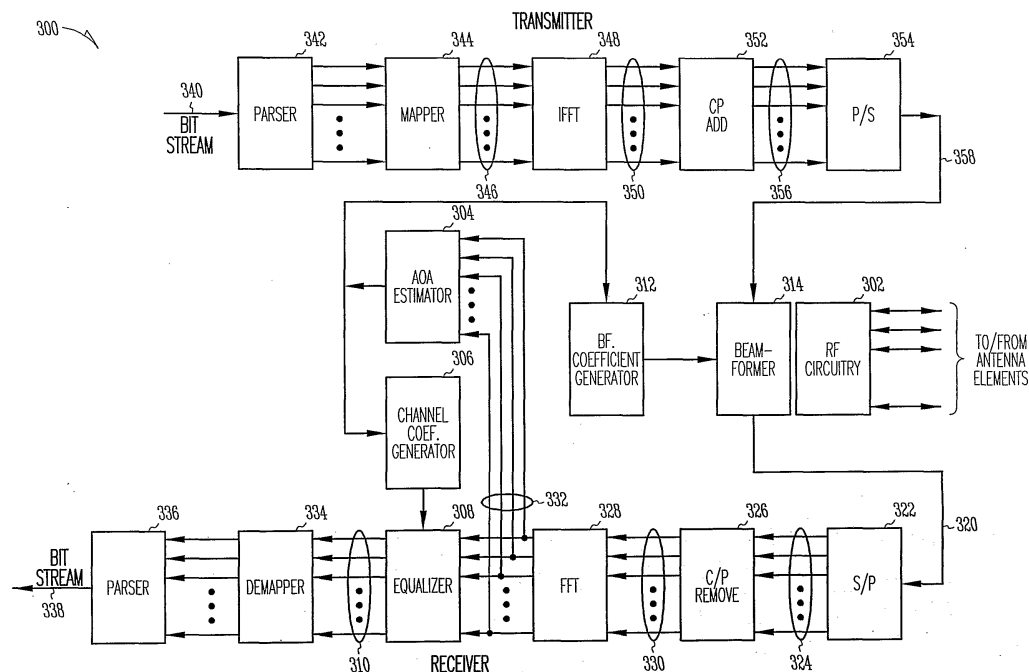 300
TRANSMITTER
342
344
348
352
354
340
BIT
STREAM
PARSER
MAPPER
IFFT
CP
ADD
P/S
346
350
356
358
304
AOA
ESTIMATOR
312
314
302
306
BF.
COEFFICIENT
GENERATOR
BEAM-
FORMER
RF
CIRCUITRY
TO/FROM
ANTENNA
ELEMENTS
CHANNEL
COEF.
GENERATOR
332
336
334
308
328
326
322
320
BIT
STREAM
338
PARSER
DEMAPPER
EQUALIZER
FFT
C/P
REMOVE
S/P
310
RECEIVER
330
324